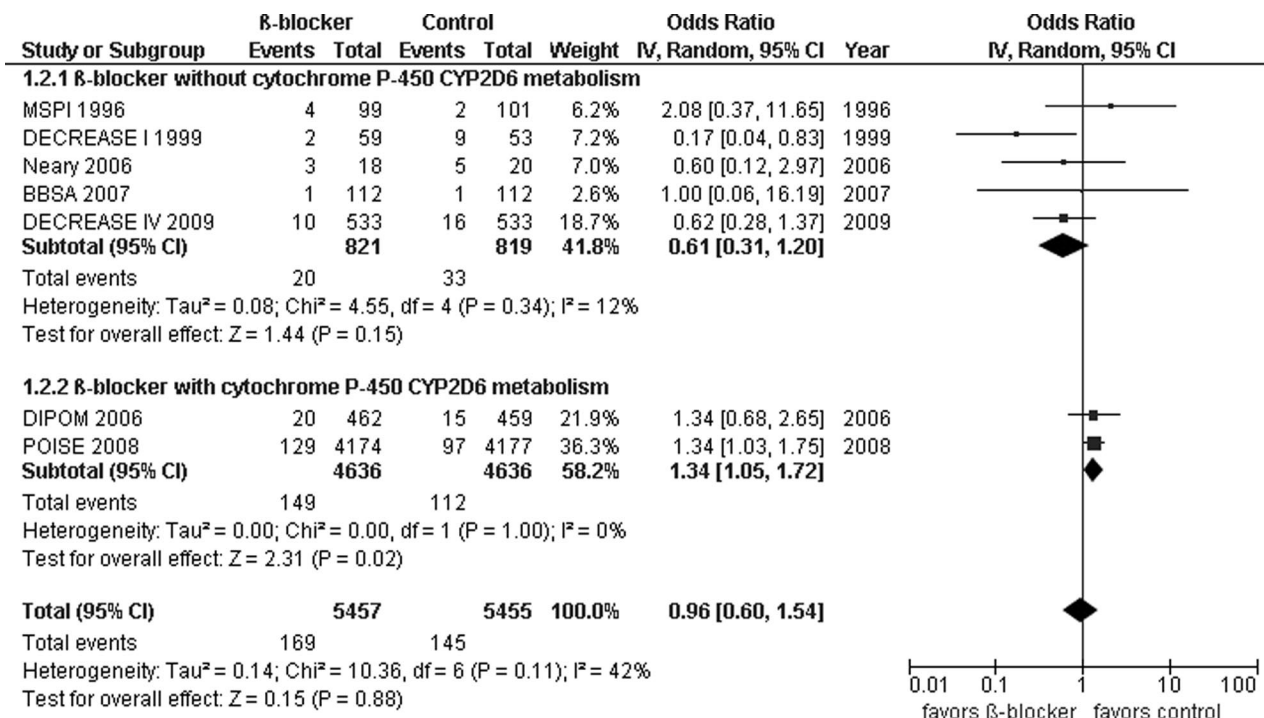 ß-blocker Control Odds Ratio Odds Ratio
Study or Subgroup Events Total Events Total Weight IV, Random, 95% CI Year IV, Random, 95% CI
1.2.1 ß-blocker without cytochrome P-450 CYP2D6 metabolism
MSPI 1996 4 99 2 101 6.2% 2.08 [0.37, 11.65] 1996
DECREASE I 1999 2 59 9 53 7.2% 0.17 [0.04, 0.83] 1999
Neary 2006 3 18 5 20 7.0% 0.60 [0.12, 2.97] 2006
BBSA 2007 1 112 1 112 2.6% 1.00 [0.06, 16.19] 2007
DECREASE IV 2009 10 533 16 533 18.7% 0.62 [0.28, 1.37] 2009
Subtotal (95% CI) 821 819 41.8% 0.61 [0.31, 1.20]
Total events 20 33
Heterogeneity: Tau² = 0.08; Chi² = 4.55, df = 4 (P = 0.34); I² = 12%
Test for overall effect: Z = 1.44 (P = 0.15)
1.2.2 ß-blocker with cytochrome P-450 CYP2D6 metabolism
DIPOM 2006 20 462 15 459 21.9% 1.34 [0.68, 2.65] 2006
POISE 2008 129 4174 97 4177 36.3% 1.34 [1.03, 1.75] 2008
Subtotal (95% CI) 4636 4636 58.2% 1.34 [1.05, 1.72]
Total events 149 112
Heterogeneity: Tau² = 0.00; Chi² = 0.00, df = 1 (P = 1.00); I² = 0%
Test for overall effect: Z = 2.31 (P = 0.02)
Total (95% CI) 5457 5455 100.0% 0.96 [0.60, 1.54]
Total events 169 145
Heterogeneity: Tau² = 0.14; Chi² = 10.36, df = 6 (P = 0.11); I² = 42%
Test for overall effect: Z = 0.15 (P = 0.88)
0.01 0.1 1 10 100
favors ß-blocker favors control